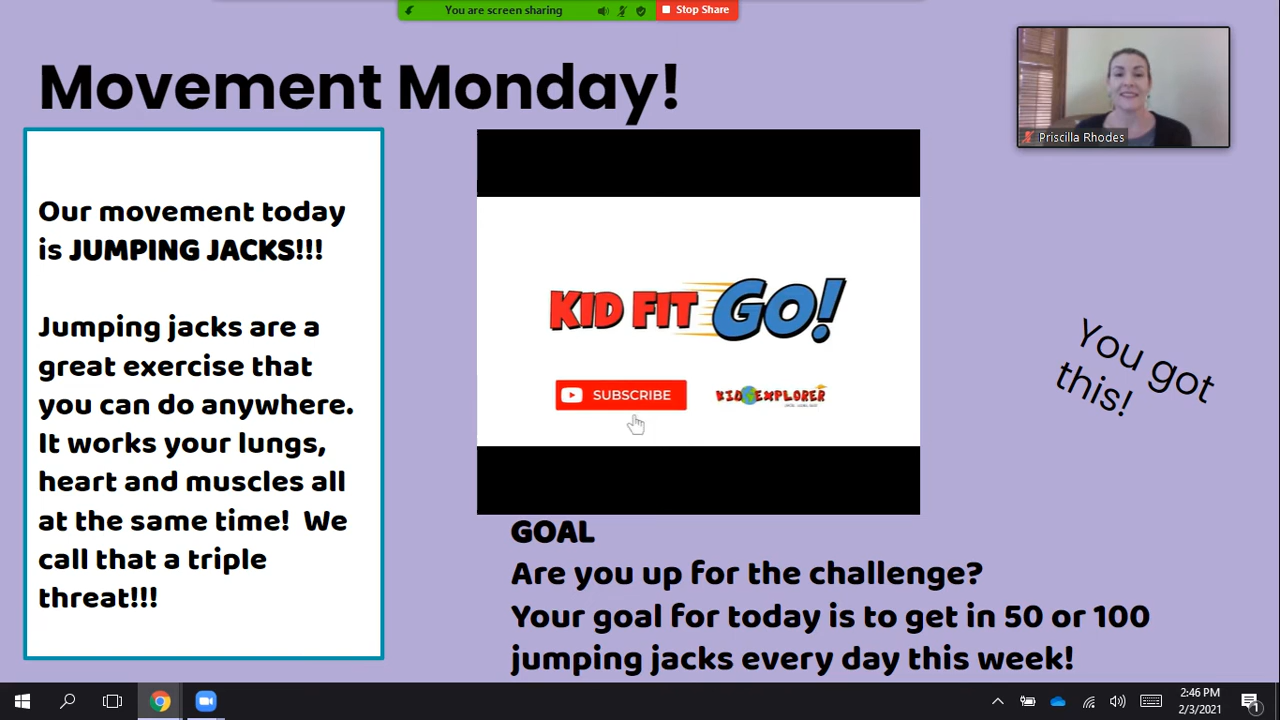 You are screen sharing
Stop Share
Movement Monday!
Priscilla Rhodes
Our movement today
is JUMPING JACKS!!!
Jumping jacks are a
great exercise that
you can do anywhere.
It works your lungs,
heart and muscles all
at the same time!  We
call that a triple
threat!!!
KID FIT GO!
SUBSCRIBE
KID EXPLORER
You got
this!
GOAL
Are you up for the challenge?
Your goal for today is to get in 50 or 100
jumping jacks every day this week!
2:46 PM
2/3/2021
1